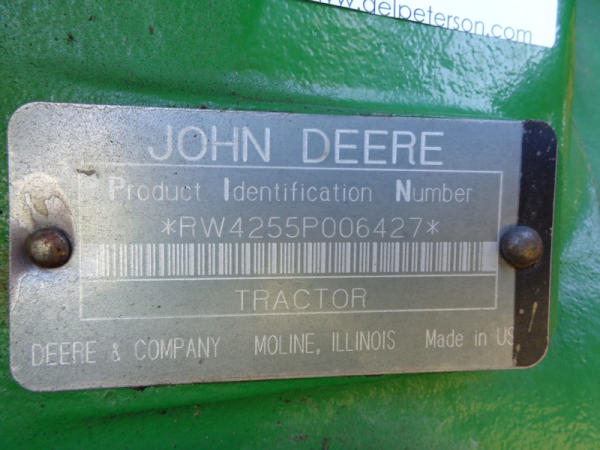 .delpeterson.com
JOHN DEERE
Product Identification Number
*RW4255P006427*
TRACTOR
DEERE & COMPANY MOLINE, ILLINOIS Made in US